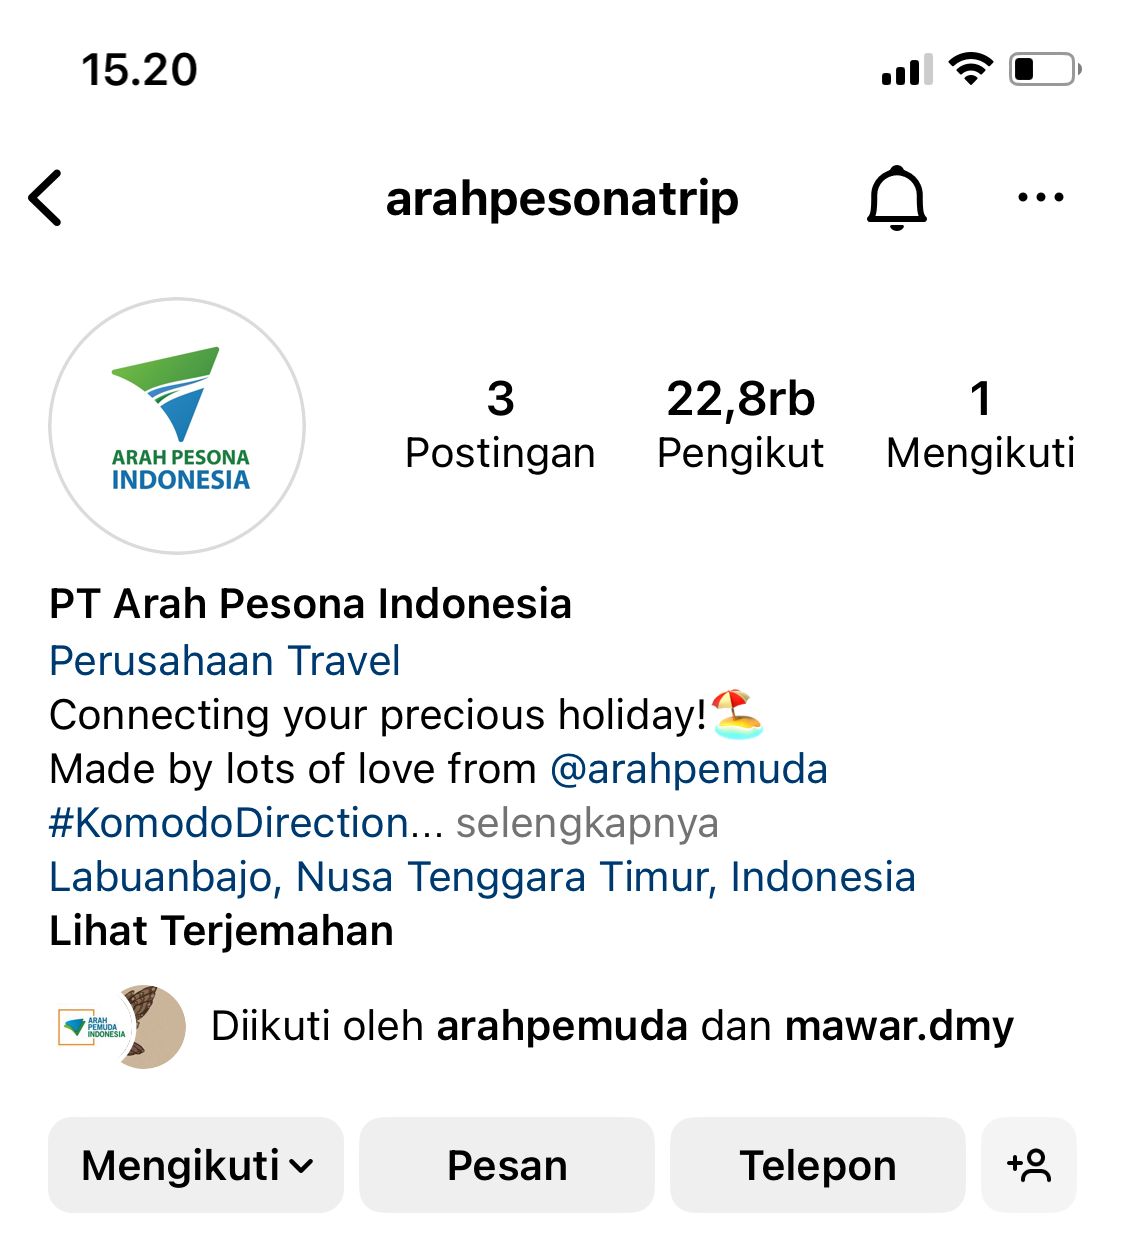 15.20
arahpesonatrip
ARAH PESONA
INDONESIA
3
Postingan
22,8rb
Pengikut
1
Mengikuti
PT Arah Pesona Indonesia
Perusahaan Travel
Connecting your precious holiday!🏖️
Made by lots of love from @arahpemuda
#KomodoDirection... selengkapnya
Labuanbajo, Nusa Tenggara Timur, Indonesia
Lihat Terjemahan
ARAH
PEMUDA
INDONESIA
Diikuti oleh arahpemuda dan mawar.dmy
Mengikuti
Pesan
Telepon